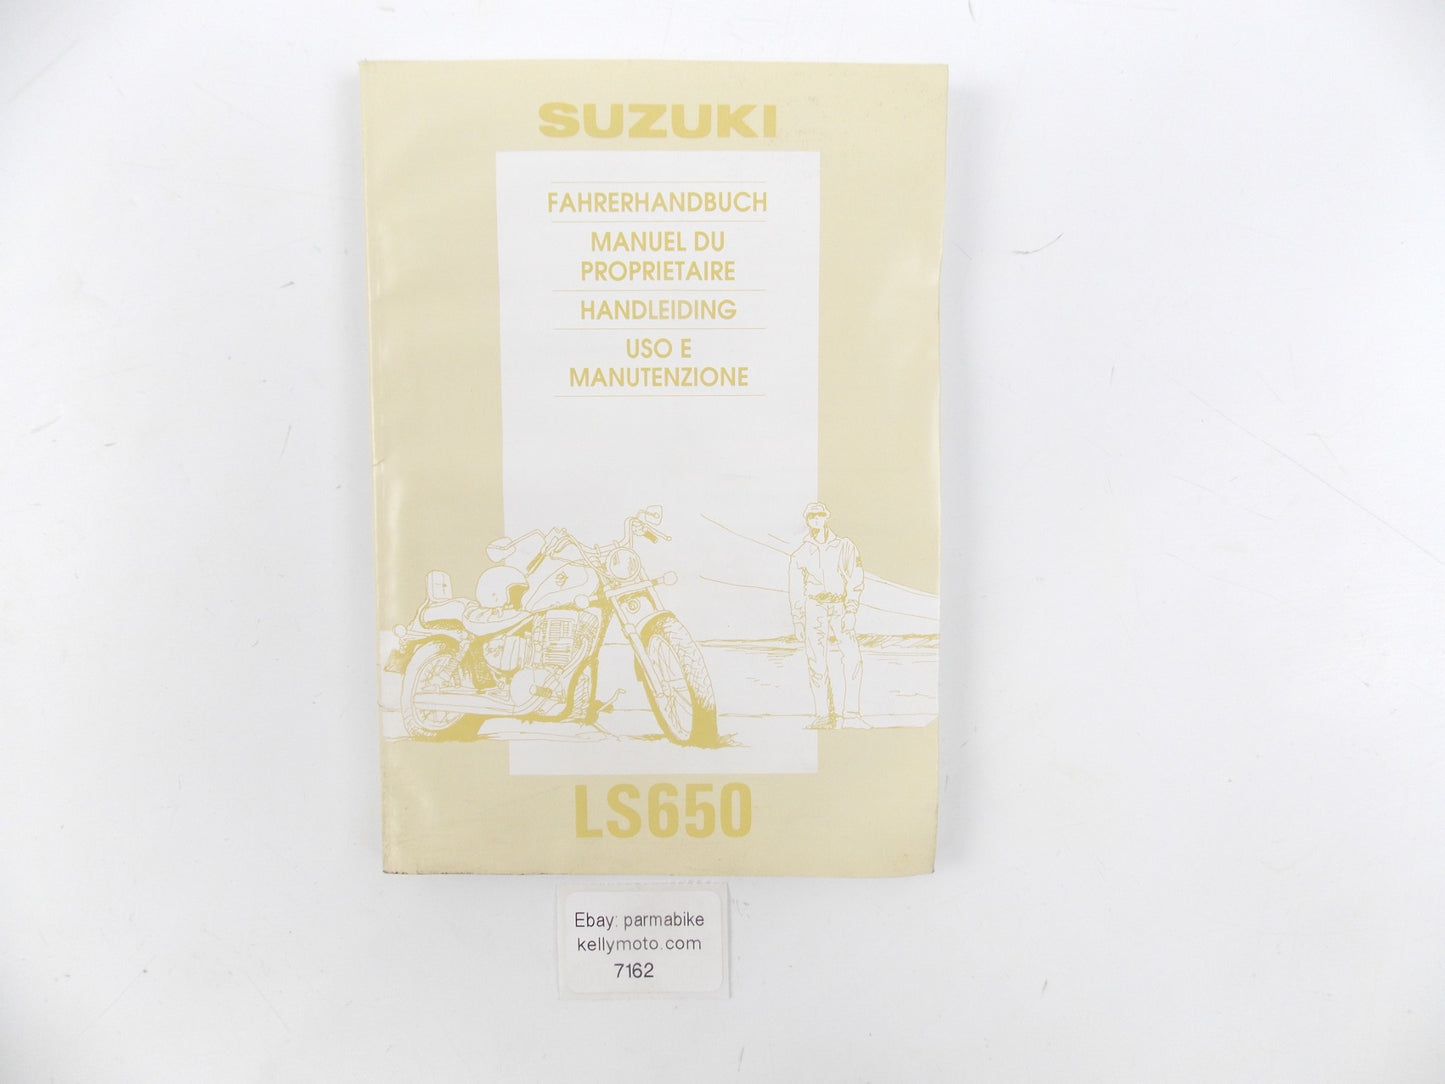 SUZUKI
FAHRERHANDBUCH
MANUEL DU
PROPRIETAIRE
HANDLEIDING
USO E
MANUTENZIONE
LS650
Ebay: parmabike
kellymoto.com
7162